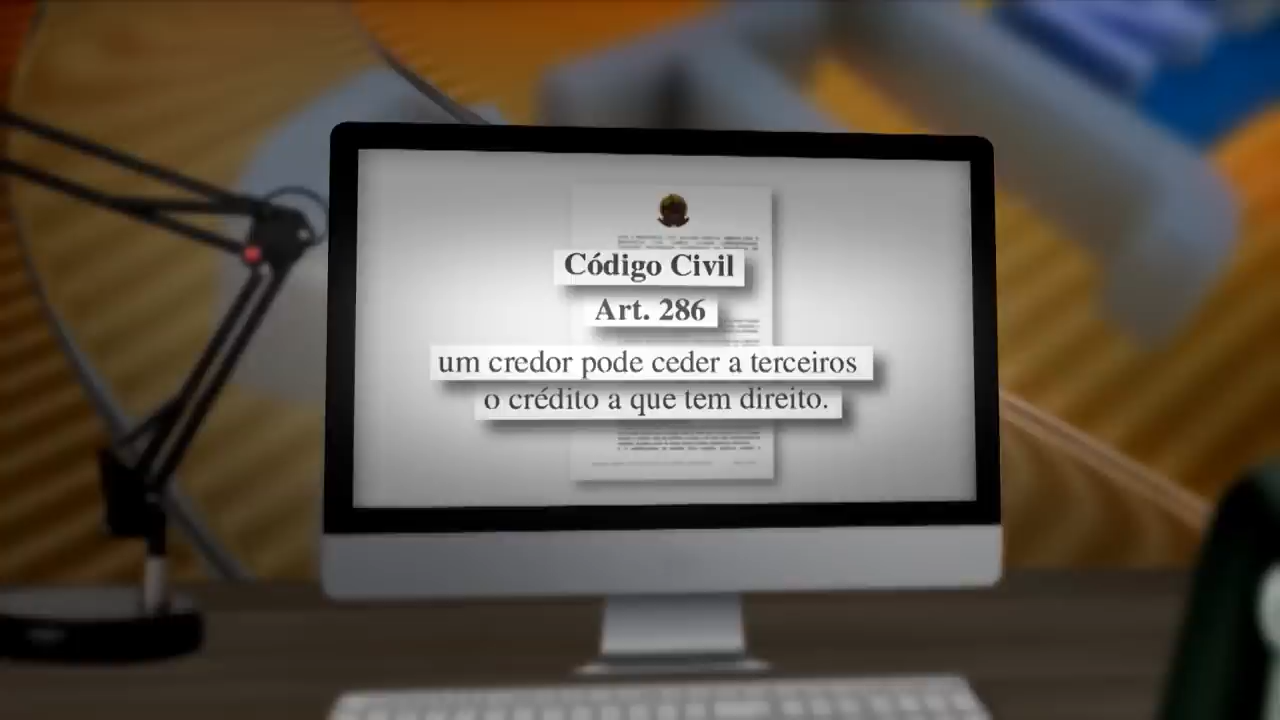 Código Civil
Art. 286
um credor pode ceder a terceiros
o crédito a que tem direito.